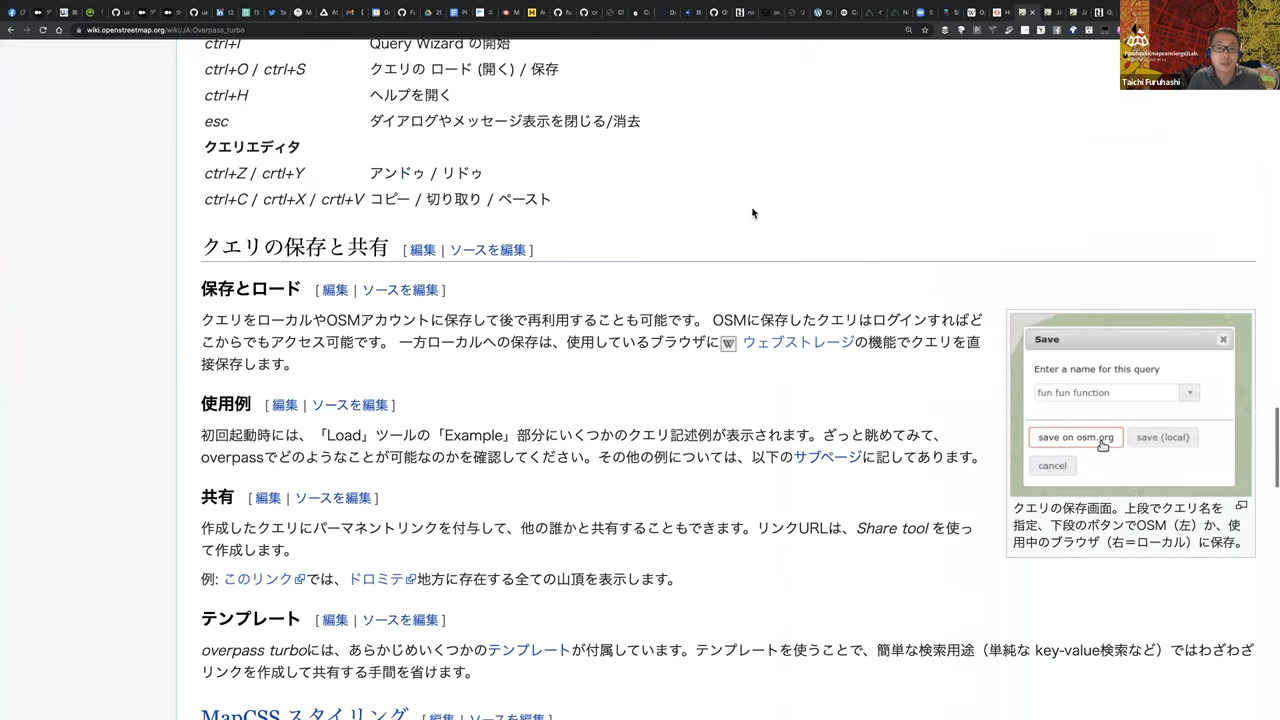 wiki.openstreetmap.org/wiki/JA:Overpass_turbo
Taichi Furuhashi
ctrl+I Query Wizard の開始
ctrl+O / ctrl+S クエリの ロード (開く) / 保存
ctrl+H ヘルプを開く
esc ダイアログやメッセージ表示を閉じる/消去
クエリエディタ
ctrl+Z / crtl+Y アンドゥ / リドゥ
ctrl+C / crtl+X / crtl+V コピー / 切り取り / ペースト
クエリの保存と共有 [ 編集 | ソースを編集 ]
保存とロード [ 編集 | ソースを編集 ]
クエリをローカルやOSMアカウントに保存して後で再利用することも可能です。 OSMに保存したクエリはログインすればど
こからでもアクセス可能です。 一方ローカルへの保存は、使用しているブラウザに W ウェブストレージの機能でクエリを直
接保存します。
使用例 [ 編集 | ソースを編集 ]
初回起動時には、「Load」ツールの「Example」部分にいくつかのクエリ記述例が表示されます。ざっと眺めてみて、
overpassでどのようなことが可能なのかを確認してください。その他の例については、以下のサブページに記してあります。
共有 [ 編集 | ソースを編集 ]
作成したクエリにパーマネントリンクを付与して、他の誰かと共有することもできます。リンクURLは、Share tool を使っ
て作成します。
例: このリンクでは、ドロミテ地方に存在する全ての山頂を表示します。
Save
Enter a name for this query
fun fun function
save on osm.org save (local)
cancel
クエリの保存画面。上段でクエリ名を
指定、下段のボタンでOSM（左）か、使
用中のブラウザ（右＝ローカル）に保存。
テンプレート [ 編集 | ソースを編集 ]
overpass turboには、あらかじめいくつかのテンプレートが付属しています。テンプレートを使うことで、簡単な検索用途（単純な key-value検索など）ではわざわざ
リンクを作成して共有する手間を省けます。
MapCSS スタイリング [ 編集 | ソースを編集 ]